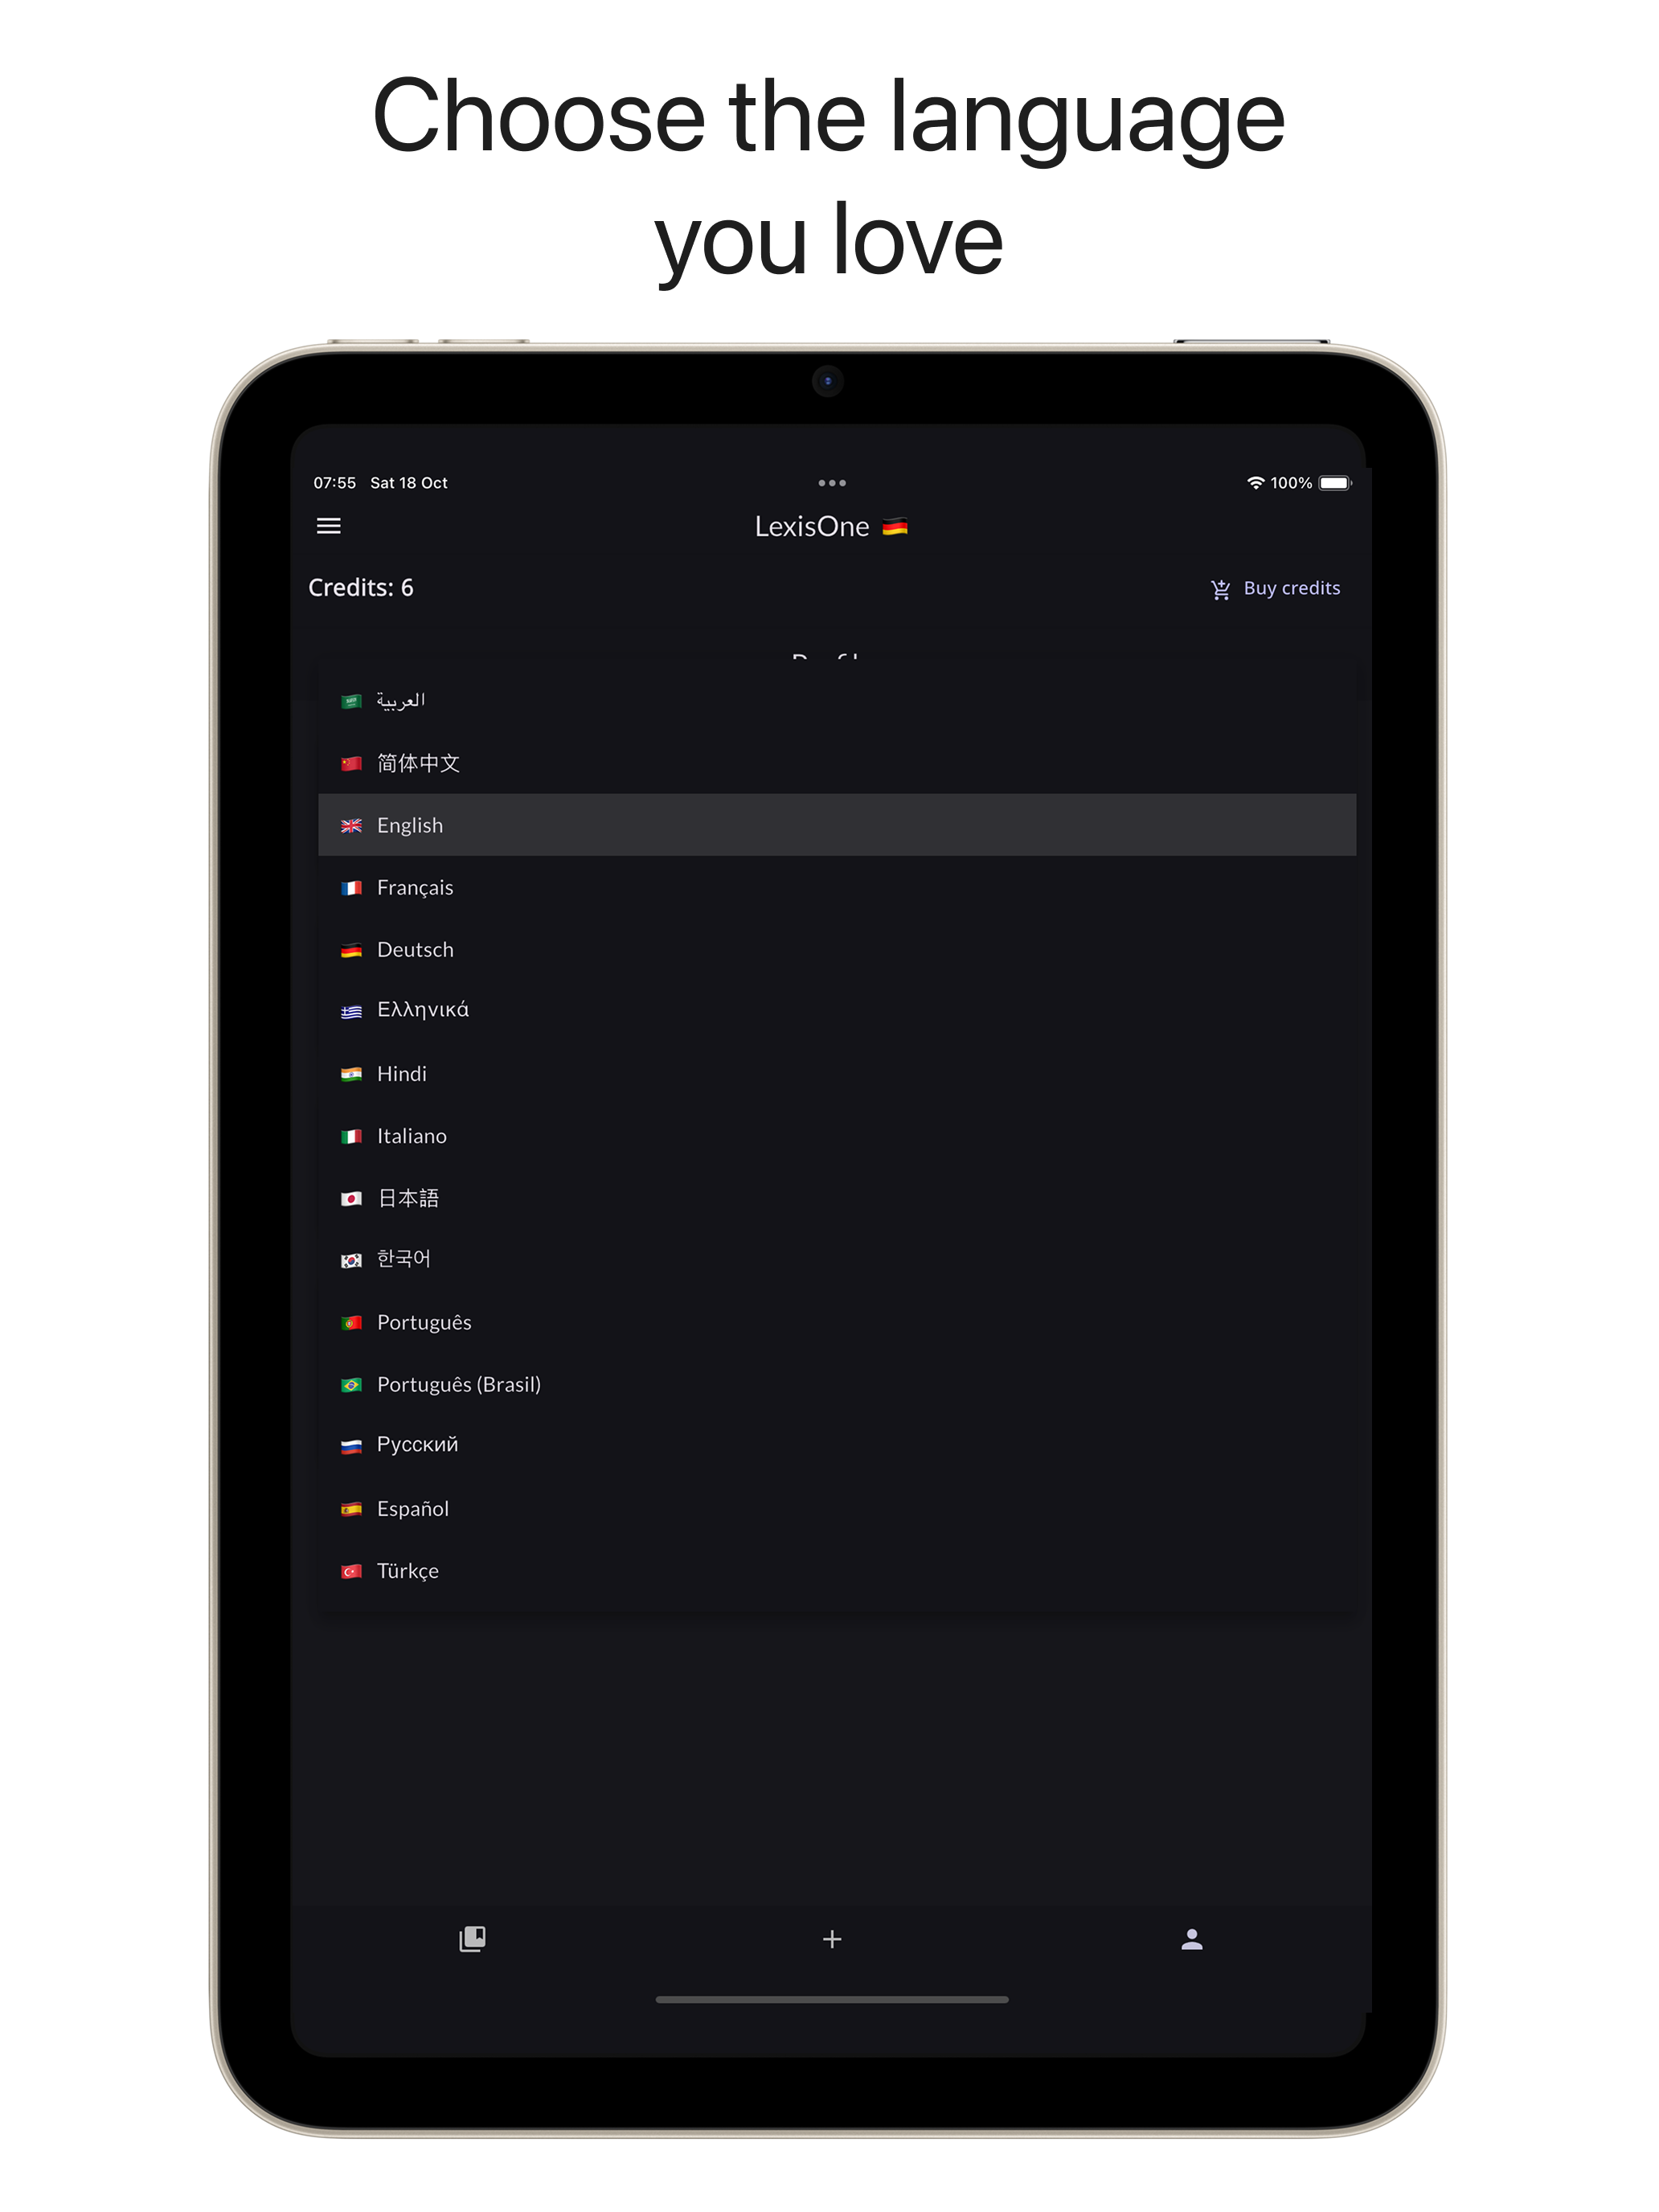 Choose the language
you love
07:55 Sat 18 Oct
100%
LexisOne
Credits: 6
Buy credits
العربية
简体中文
English
Français
Deutsch
Ελληνικά
Hindi
Italiano
日本語
한국어
Português
Português (Brasil)
Русский
Español
Türkçe